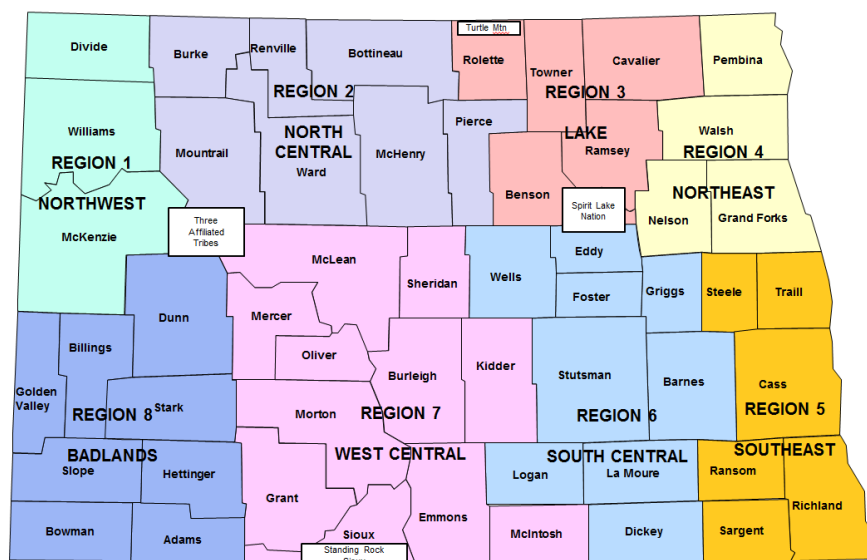 Turtle Mtn
Divide
Burke
Renville
Bottineau
Rolette
Towner
Cavalier
Pembina
REGION 2
REGION 3
Williams
Mountrail
NORTH
CENTRAL
Ward
McHenry
Pierce
LAKE
Ramsey
Walsh
REGION 4
REGION 1
NORTHWEST
McKenzie
Three
Affiliated
Tribes
Benson
Spirit Lake
Nation
NORTHEAST
Nelson
Grand Forks
McLean
Sheridan
Wells
Eddy
Foster
Griggs
Steele
Traill
Dunn
Mercer
Oliver
Billings
Golden
Valley
Stark
REGION 8
BADLANDS
Burleigh
Kidder
Stutsman
Barnes
Cass
Morton
REGION 7
REGION 6
REGION 5
WEST CENTRAL
SOUTH CENTRAL
SOUTHEAST
Slope
Hettinger
Grant
Logan
La Moure
Ransom
Richland
Bowman
Adams
Sioux
Emmons
McIntosh
Dickey
Sargent
Standing Rock